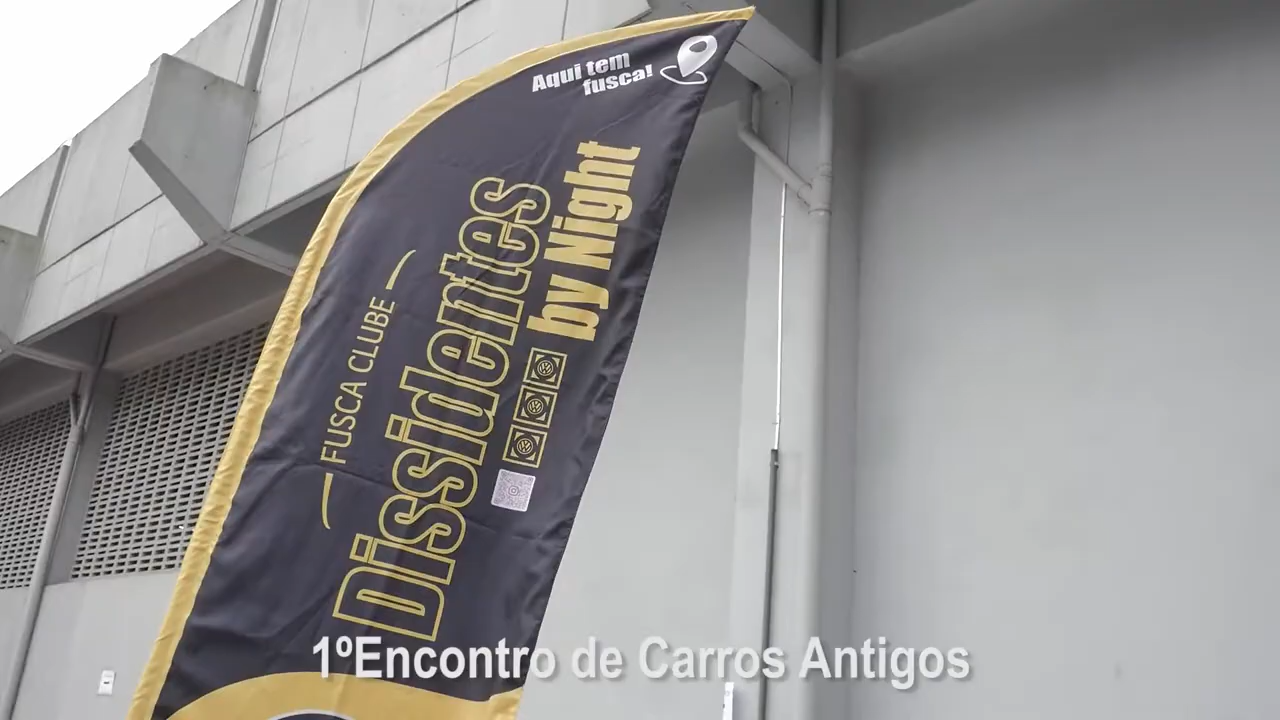 Aqui tem
fusca!
FUSCA CLUBE
Dissidentes
by Night
1ºEncontro de Carros Antigos